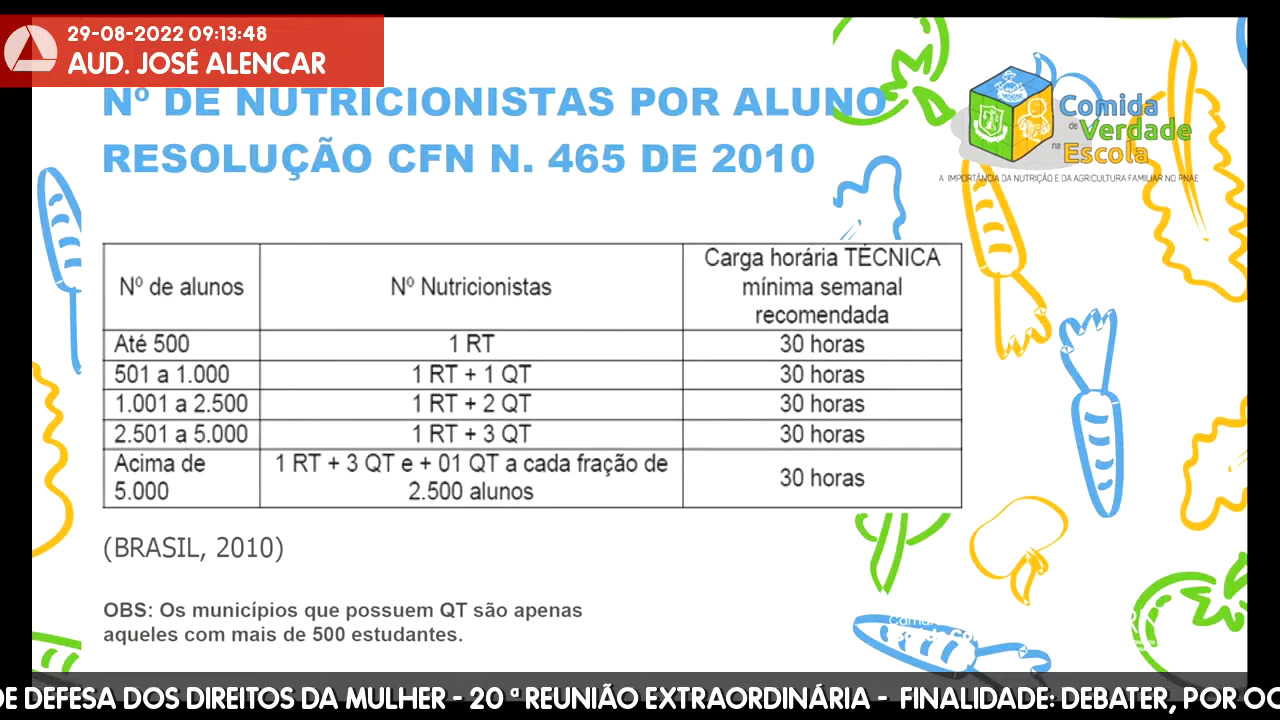 29-08-2022 09:13:48
AUD. JOSÉ ALENCAR
Nº DE NUTRICIONISTAS POR ALUNO
RESOLUÇÃO CFN N. 465 DE 2010
Comida
de Verdade
na Escola
A IMPORTÂNCIA DA NUTRIÇÃO E DA AGRICULTURA FAMILIAR NO PNAE
Nº de alunos Nº Nutricionistas Carga horária TÉCNICA
mínima semanal
recomendada
Até 500 1 RT 30 horas
501 a 1.000 1 RT + 1 QT 30 horas
1.001 a 2.500 1 RT + 2 QT 30 horas
2.501 a 5.000 1 RT + 3 QT 30 horas
Acima de 1 RT + 3 QT e + 01 QT a cada fração de 30 horas
5.000 2.500 alunos
(BRASIL, 2010)
OBS: Os municípios que possuem QT são apenas
aqueles com mais de 500 estudantes.
DE DEFESA DOS DIREITOS DA MULHER - 20 ª REUNIÃO EXTRAORDINÁRIA - FINALIDADE: DEBATER, POR OC